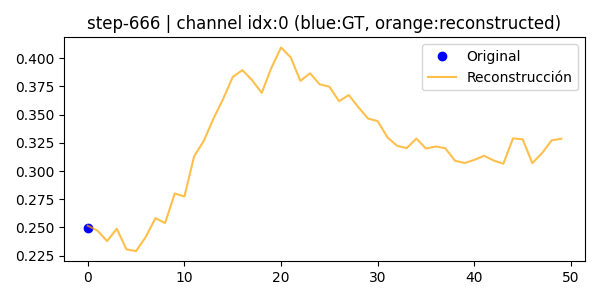 step-666 | channel idx:0 (blue:GT, orange:reconstructed)
Original
Reconstrucción
0.400
0.375
0.350
0.325
0.300
0.275
0.250
0.225
0 10 20 30 40 50